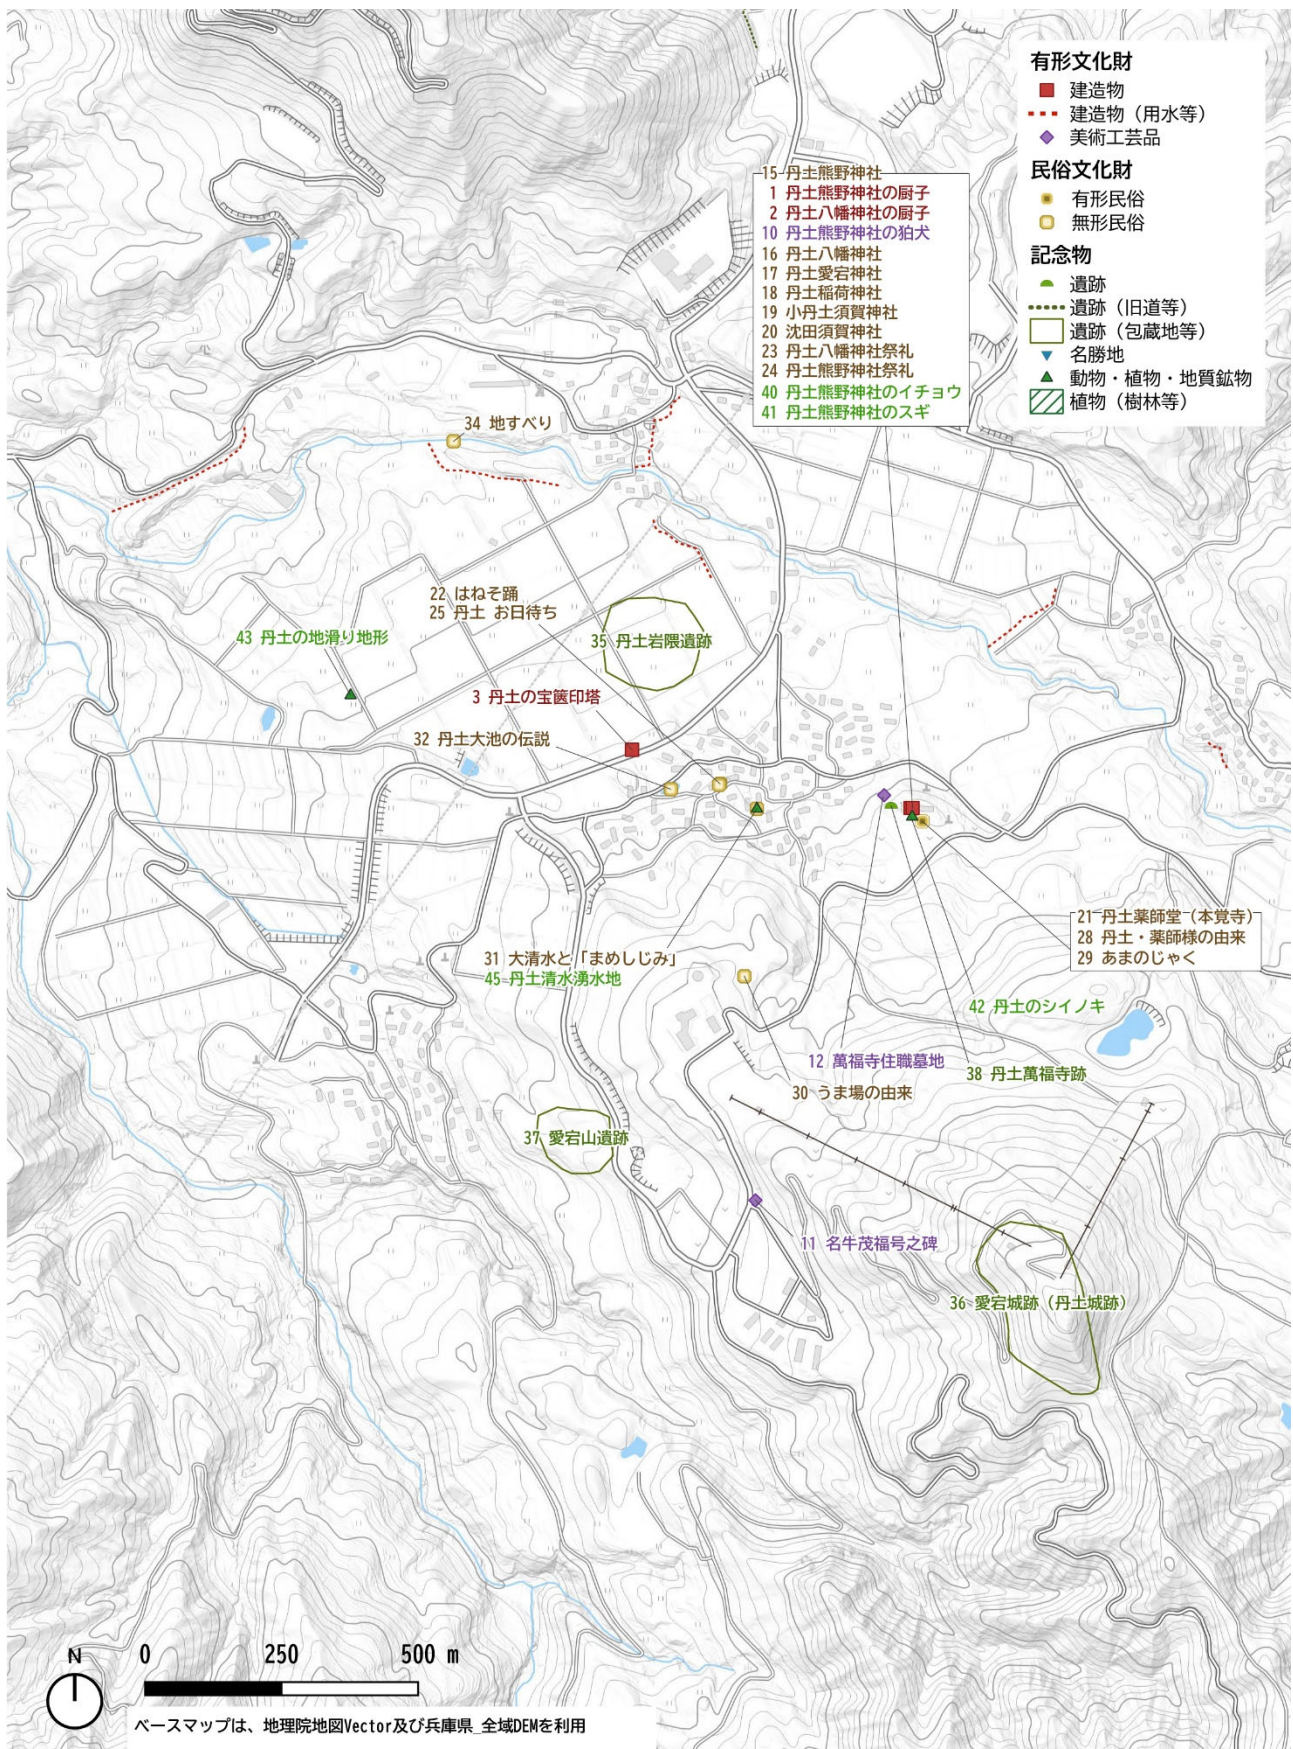 有形文化財
建造物
建造物（用水等）
美術工芸品
民俗文化財
有形民俗
無形民俗
記念物
遺跡
遺跡（旧道等）
遺跡（包蔵地等）
名勝地
動物・植物・地質鉱物
植物（樹林等）
15 丹土熊野神社
1 丹土熊野神社の厨子
2 丹土八幡神社の厨子
10 丹土熊野神社の狛犬
16 丹土八幡神社
17 丹土愛宕神社
18 丹土稲荷神社
19 小丹土須賀神社
20 沈田須賀神社
23 丹土八幡神社祭礼
24 丹土熊野神社祭礼
40 丹土熊野神社のイチョウ
41 丹土熊野神社のスギ
34 地すべり
22 はねそ踊
25 丹土 お日待ち
43 丹土の地滑り地形
35 丹土岩隈遺跡
3 丹土の宝篋印塔
32 丹土大池の伝説
21 丹土薬師堂（本覚寺）
28 丹土・薬師様の由来
29 あまのじゃく
31 大清水と「まめしじみ」
45 丹土清水湧水地
42 丹土のシイノキ
12 萬福寺住職墓地
38 丹土萬福寺跡
30 うま場の由来
37 愛宕山遺跡
11 名牛茂福号之碑
36 愛宕城跡（丹土城跡）
N
0 250 500 m
ベースマップは、地理院地図Vector及び兵庫県_全域DEMを利用